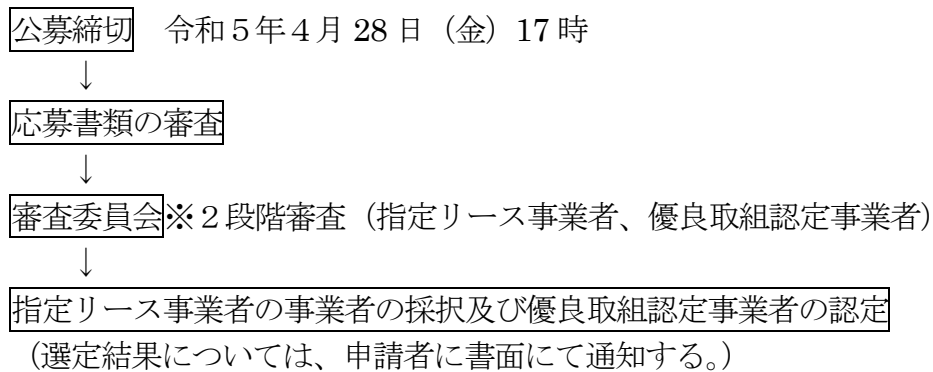 公募締切　令和５年４月 28 日（金）17 時
↓
応募書類の審査
↓
審査委員会※２段階審査（指定リース事業者、優良取組認定事業者）
↓
指定リース事業者の事業者の採択及び優良取組認定事業者の認定
（選定結果については、申請者に書面にて通知する。）